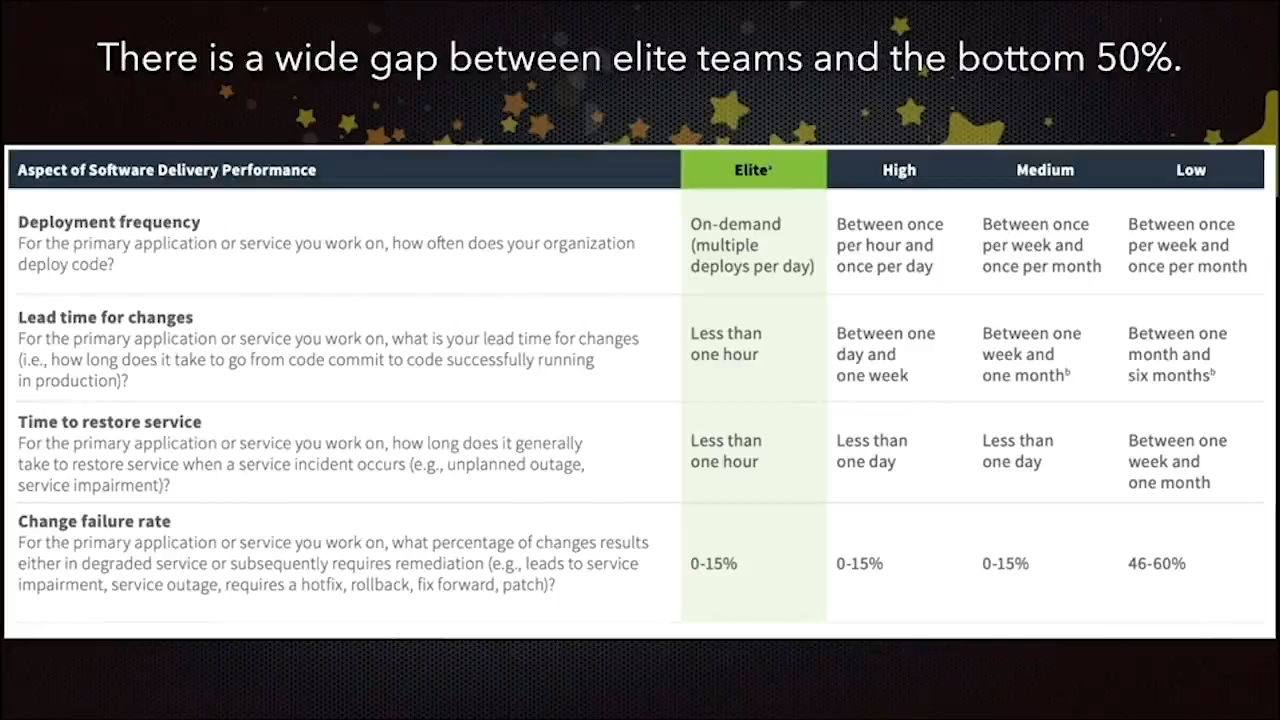 There is a wide gap between elite teams and the bottom 50%.
Aspect of Software Delivery Performance
Eliteᵃ
High
Medium
Low
Deployment frequency
For the primary application or service you work on, how often does your organization
deploy code?
On-demand
(multiple
deploys per day)
Between once
per hour and
once per day
Between once
per week and
once per month
Between once
per week and
once per month
Lead time for changes
For the primary application or service you work on, what is your lead time for changes
(i.e., how long does it take to go from code commit to code successfully running
in production)?
Less than
one hour
Between one
day and
one week
Between one
week and
one monthᵇ
Between one
month and
six monthsᵇ
Time to restore service
For the primary application or service you work on, how long does it generally
take to restore service when a service incident occurs (e.g., unplanned outage,
service impairment)?
Less than
one hour
Less than
one day
Less than
one day
Between one
week and
one month
Change failure rate
For the primary application or service you work on, what percentage of changes results
either in degraded service or subsequently requires remediation (e.g., leads to service
impairment, service outage, requires a hotfix, rollback, fix forward, patch)?
0-15%
0-15%
0-15%
46-60%